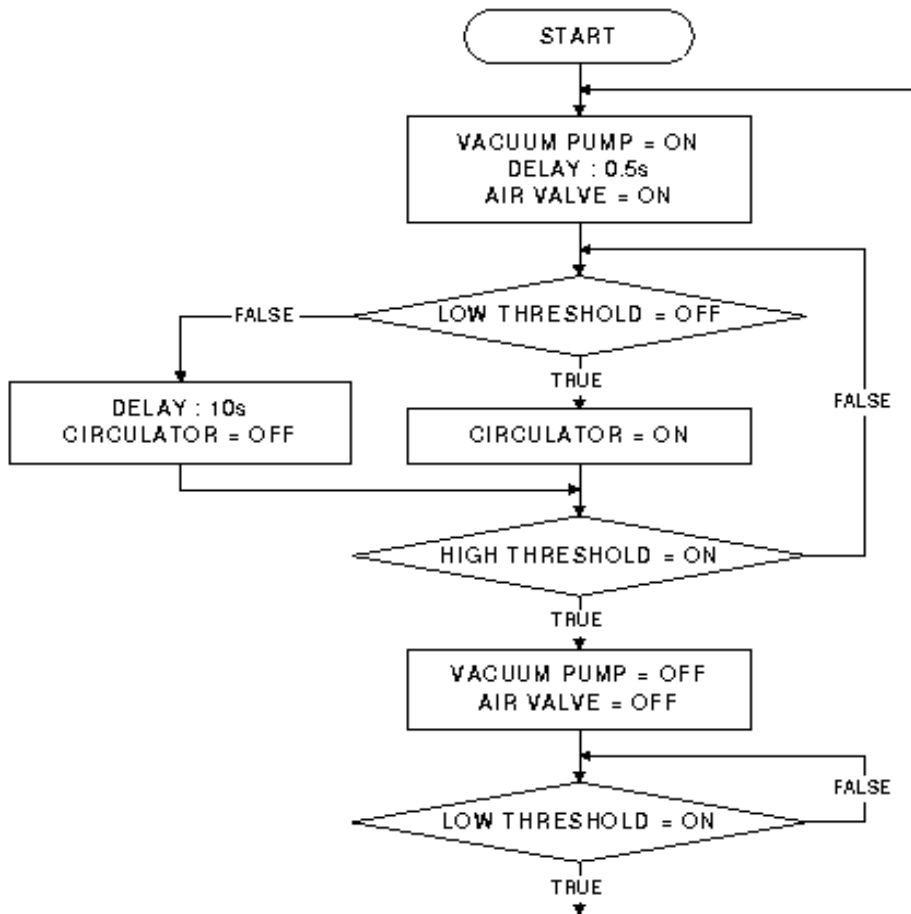 START
VACUUM PUMP = ON
DELAY : 0.5s
AIR VALVE = ON
LOW THRESHOLD = OFF
FALSE
TRUE
DELAY : 10s
CIRCULATOR = OFF
CIRCULATOR = ON
FALSE
HIGH THRESHOLD = ON
TRUE
VACUUM PUMP = OFF
AIR VALVE = OFF
FALSE
LOW THRESHOLD = ON
TRUE